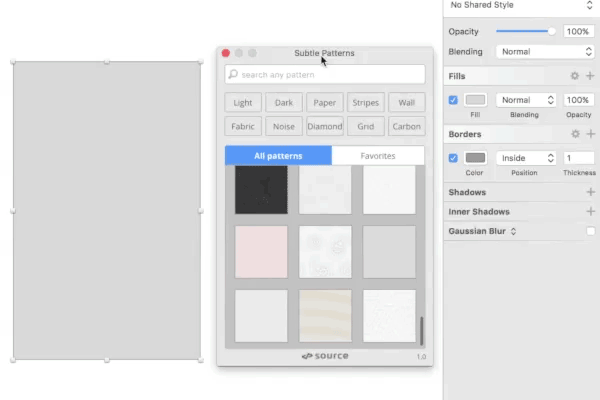 No Shared Style
Opacity 100%
Blending Normal
Fills
Normal 100%
Fill Blending Opacity
Borders
Inside 1
Color Position Thickness
Shadows
Inner Shadows
Gaussian Blur
Subtle Patterns
search any pattern
Light Dark Paper Stripes Wall
Fabric Noise Diamond Grid Carbon
All patterns Favorites
</> source 1.0